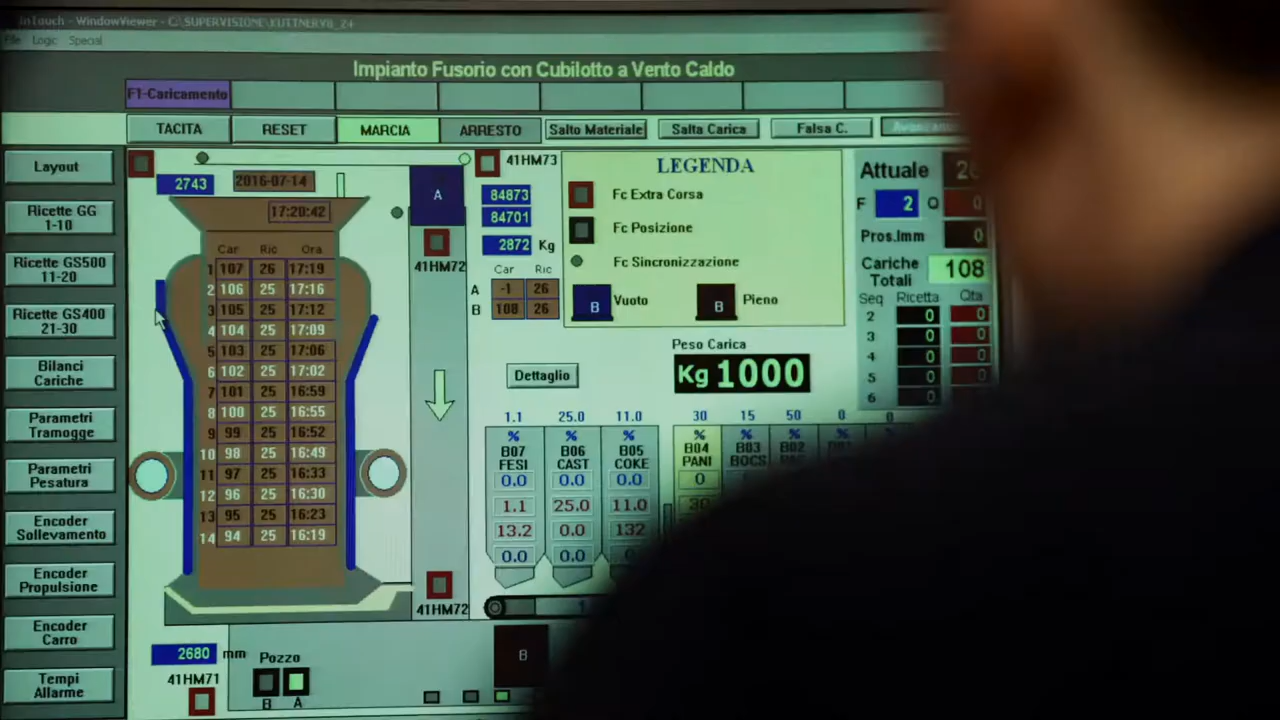 InTouch - WindowViewer - C:\SUPERVISIONE\KUTTNERV8_24
File Logic Special
Impianto Fusorio con Cubilotto a Vento Caldo
F1-Caricamento
TACITA RESET MARCIA ARRESTO Salto Materiale Salta Carica Falsa C.
Layout
Ricette GG
1-10
Ricette GS500
11-20
Ricette GS400
21-30
Bilanci
Cariche
Parametri
Tramogge
Parametri
Pesatura
Encoder
Sollevamento
Encoder
Propulsione
Encoder
Carro
Tempi
Allarme
2743 2016-07-14
17:20:42
Car Ric Ora
1 107 26 17:19
2 106 25 17:16
3 105 25 17:12
4 104 25 17:09
5 103 25 17:06
6 102 25 17:02
7 101 25 16:59
8 100 25 16:55
9 99 25 16:52
10 98 25 16:49
11 97 25 16:33
12 96 25 16:30
13 95 25 16:23
14 94 25 16:19
2680 mm
41HM71
Pozzo
B A
A
41HM72
41HM72
41HM73
84873
84701
2872 Kg
Car Ric
A -1 26
B 108 26
LEGENDA
Fc Extra Corsa
Fc Posizione
Fc Sincronizzazione
B Vuoto B Pieno
Dettaglio
Peso Carica
Kg 1000
1.1 25.0 11.0 30 15 50 0 0
% % % % % %
B07 B06 B05 B04 B03 B02
FESI CAST COKE PANI BOCS
0.0 0.0 0.0 0
1.1 25.0 11.0 30
13.2 0.0 132
0.0 0.0
1
B
Attuale
F 2 Q 0
Pros.Imm 0
Cariche
Totali 108
Seq Ricetta Qta
2 0 0
3 0 0
4 0 0
5 0 0
6 0 0